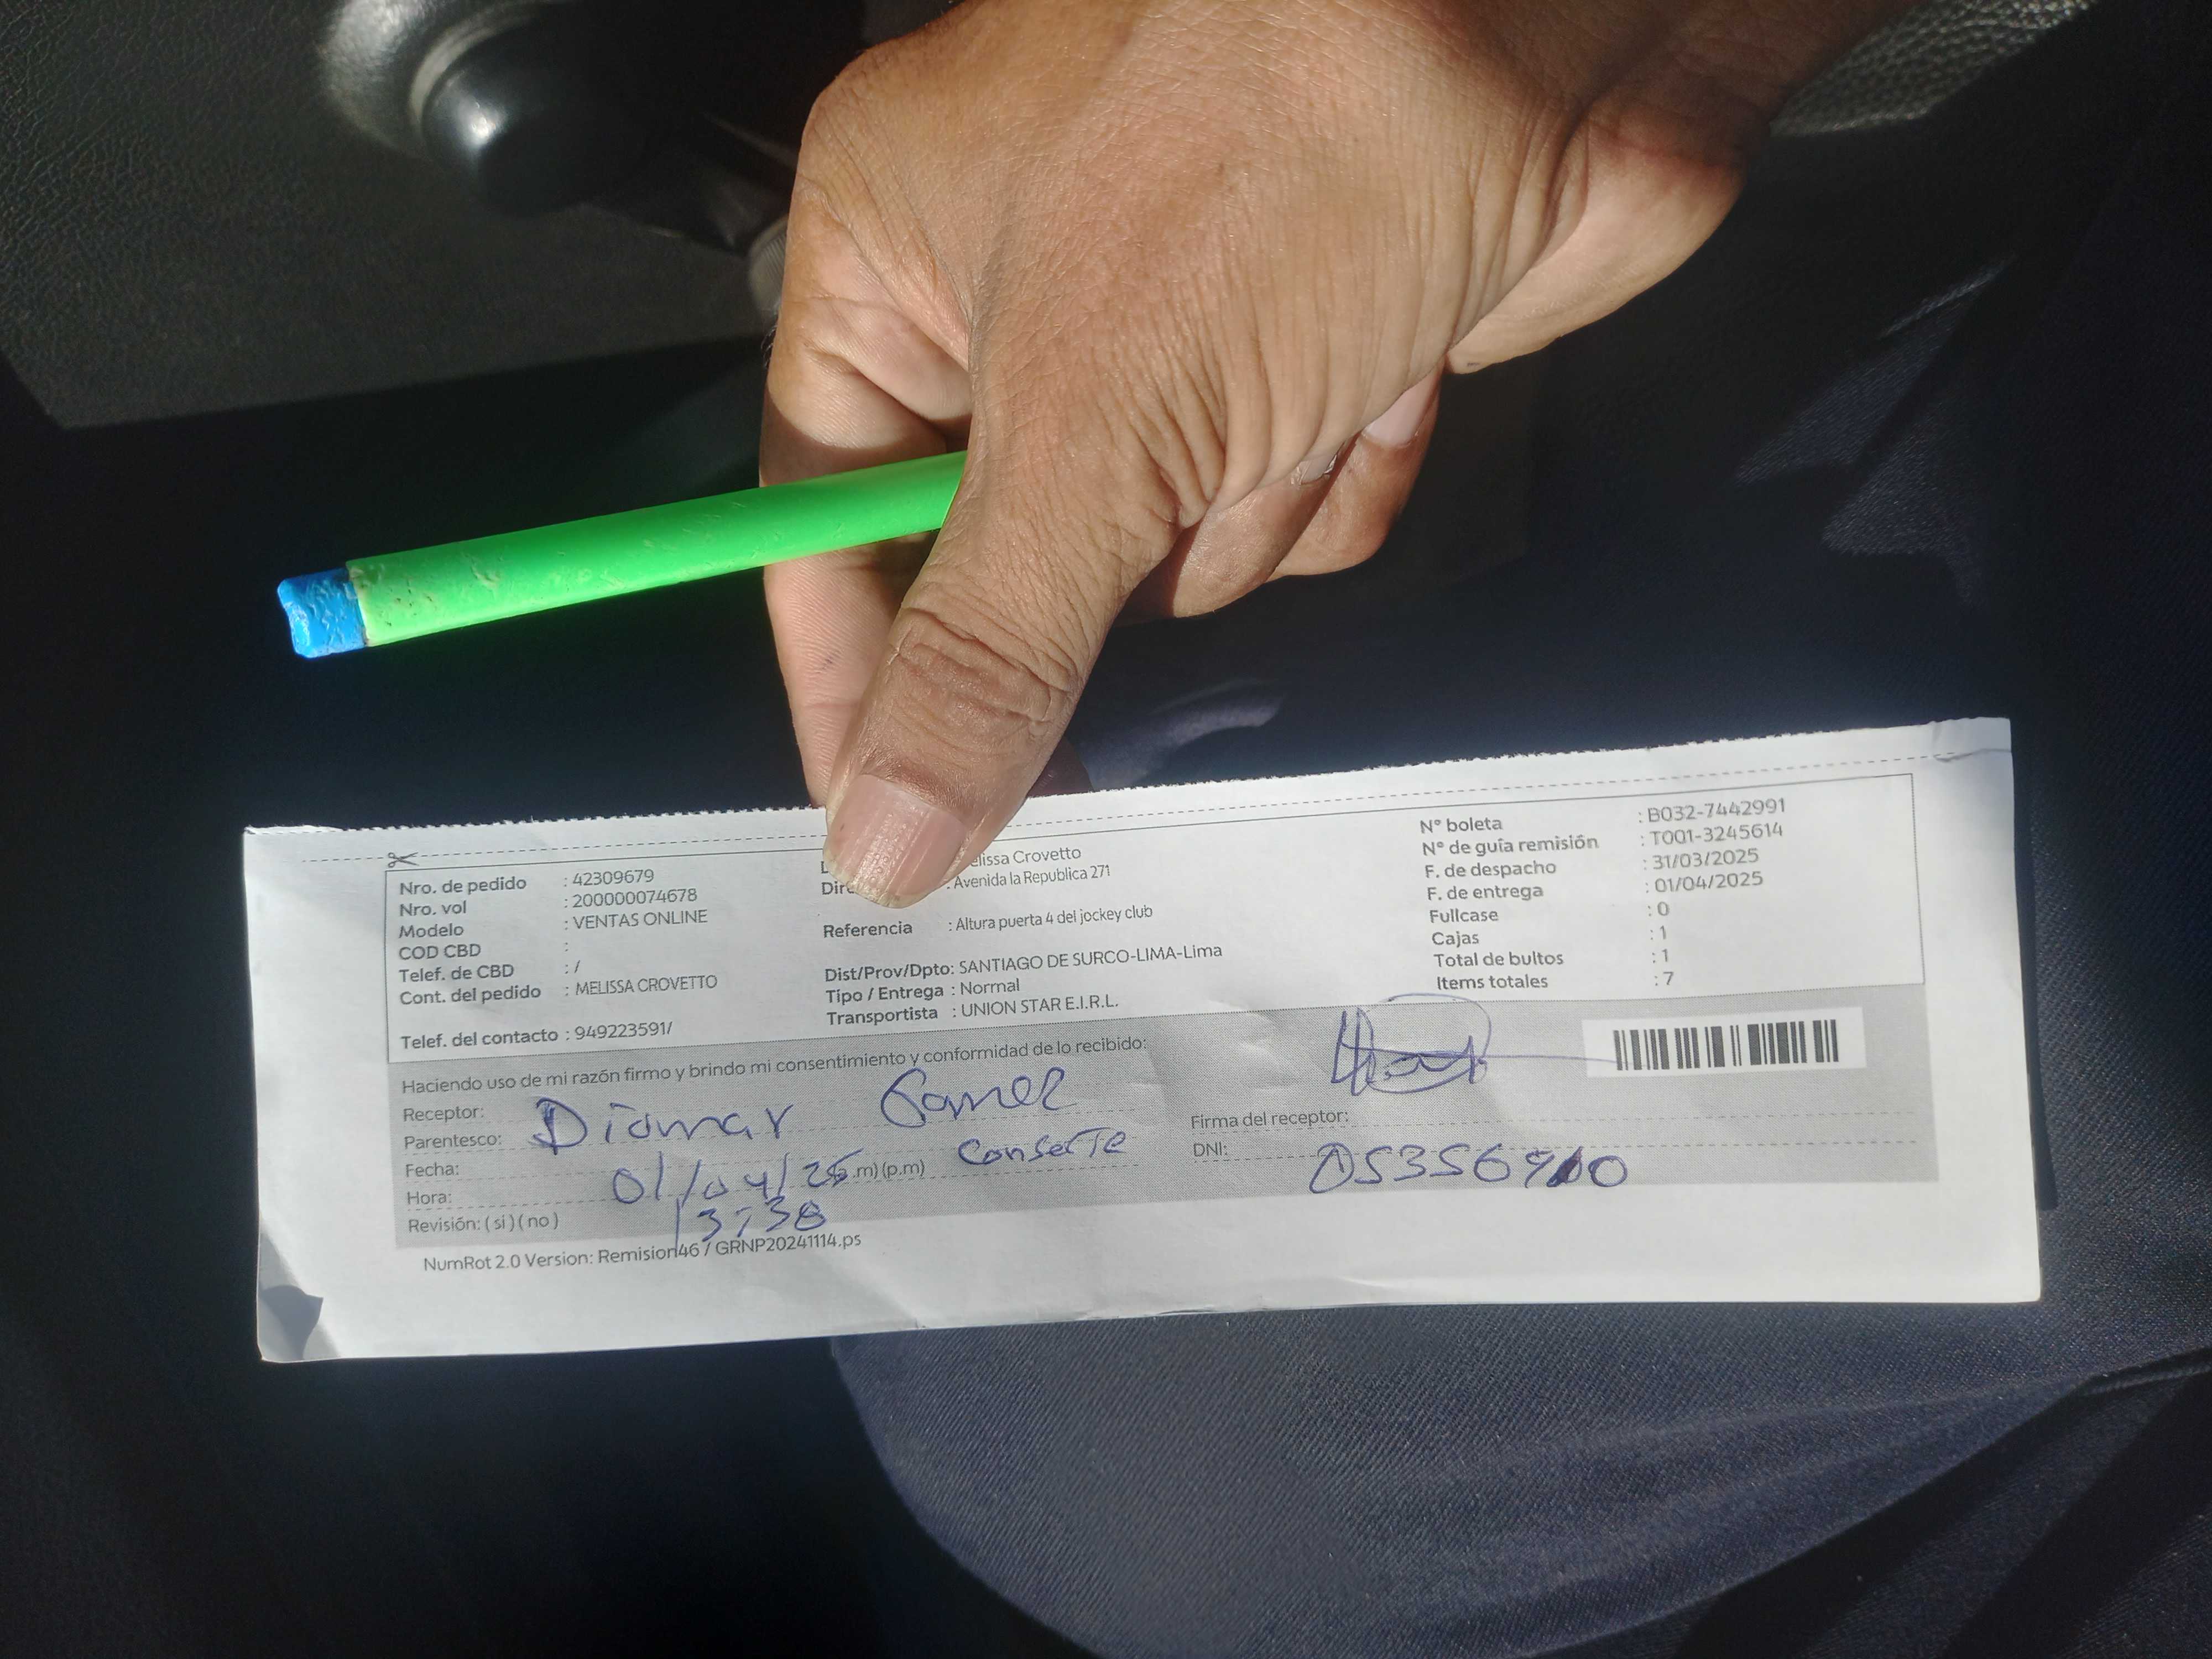 Nro. de pedido : 42309679
Nro. vol : 200000074678
Modelo : VENTAS ONLINE
COD CBD :
Telef. de CBD : /
Cont. del pedido : MELISSA CROVETTO
Telef. del contacto : 949223591/
elissa Crovetto
Dire : Avenida la Republica 271
Referencia : Altura puerta 4 del jockey club
Dist/Prov/Dpto: SANTIAGO DE SURCO-LIMA-Lima
Tipo / Entrega : Normal
Transportista : UNION STAR E.I.R.L.
N° boleta : B032-7442991
N° de guía remisión : T001-3245614
F. de despacho : 31/03/2025
F. de entrega : 01/04/2025
Fullcase : 0
Cajas : 1
Total de bultos : 1
Items totales : 7
Haciendo uso de mi razón firmo y brindo mi consentimiento y conformidad de lo recibido:
Receptor: Diomar
Parentesco: Conserte
Fecha: 01/04/25 .m) (p.m)
Hora: 13:38
Revisión: ( si ) ( no )
Firma del receptor:
DNI:
NumRot 2.0 Version: Remision46 / GRNP20241114.ps